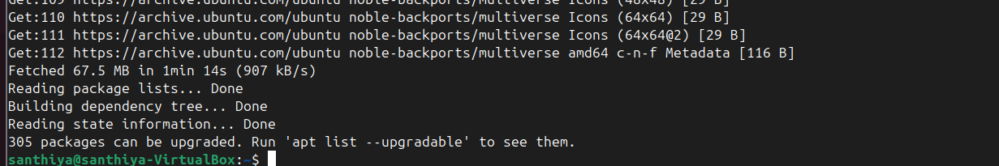 Get:109 https://archive.ubuntu.com/ubuntu noble-backports/multiverse Icons (48x48) [29 B]
Get:110 https://archive.ubuntu.com/ubuntu noble-backports/multiverse Icons (64x64) [29 B]
Get:111 https://archive.ubuntu.com/ubuntu noble-backports/multiverse Icons (64x64@2) [29 B]
Get:112 https://archive.ubuntu.com/ubuntu noble-backports/multiverse amd64 c-n-f Metadata [116 B]
Fetched 67.5 MB in 1min 14s (907 kB/s)
Reading package lists... Done
Building dependency tree... Done
Reading state information... Done
305 packages can be upgraded. Run 'apt list --upgradable' to see them.
santhiya@santhiya-VirtualBox:~$